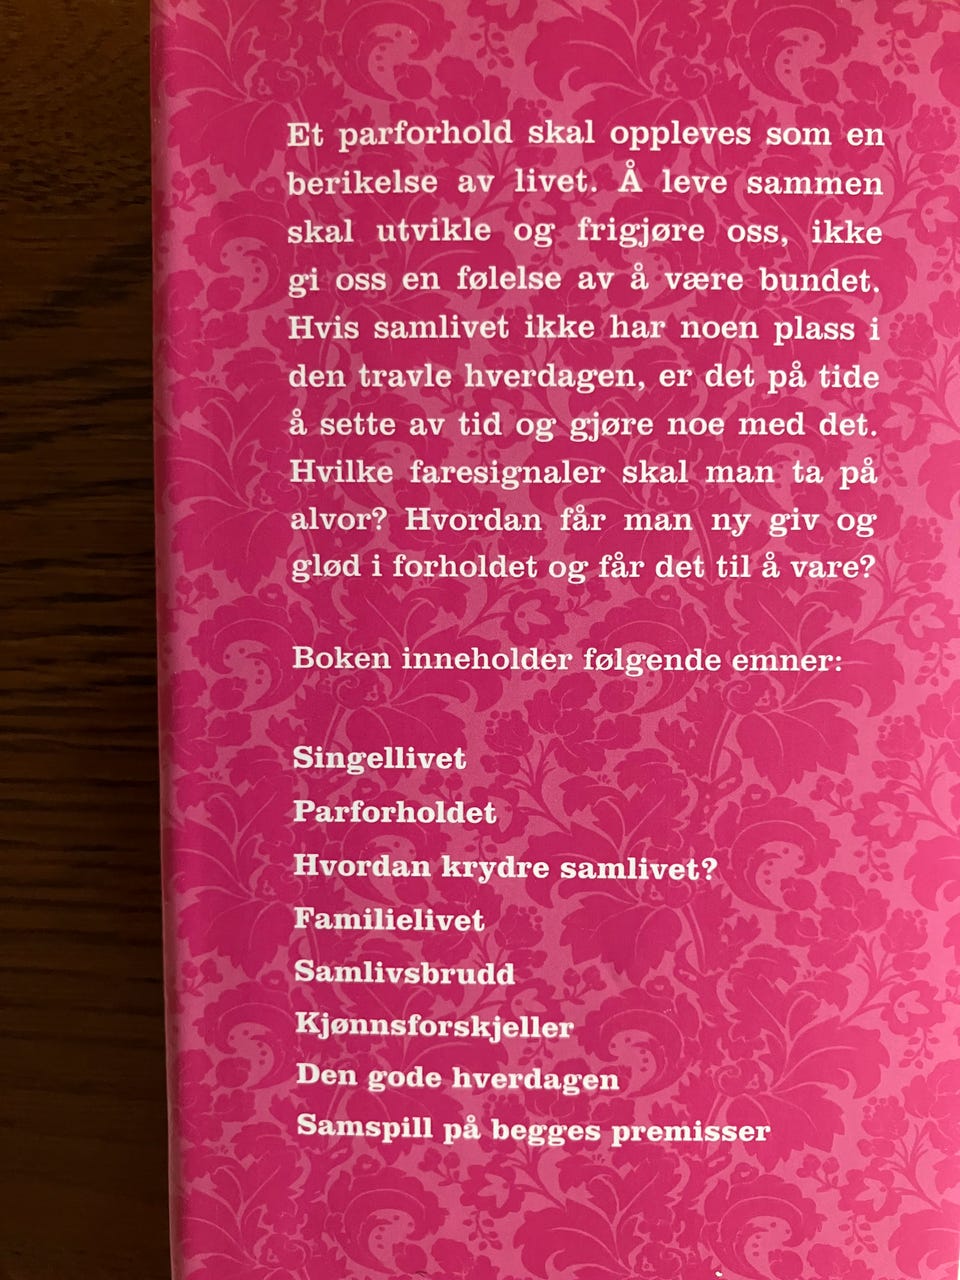 Et parforhold skal oppleves som en
berikelse av livet. Å leve sammen
skal utvikle og frigjøre oss, ikke
gi oss en følelse av å være bundet.
Hvis samlivet ikke har noen plass i
den travle hverdagen, er det på tide
å sette av tid og gjøre noe med det.
Hvilke faresignaler skal man ta på
alvor? Hvordan får man ny giv og
glød i forholdet og får det til å vare?
Boken inneholder følgende emner:
Singellivet
Parforholdet
Hvordan krydre samlivet?
Familielivet
Samlivsbrudd
Kjønnsforskjeller
Den gode hverdagen
Samspill på begges premisser